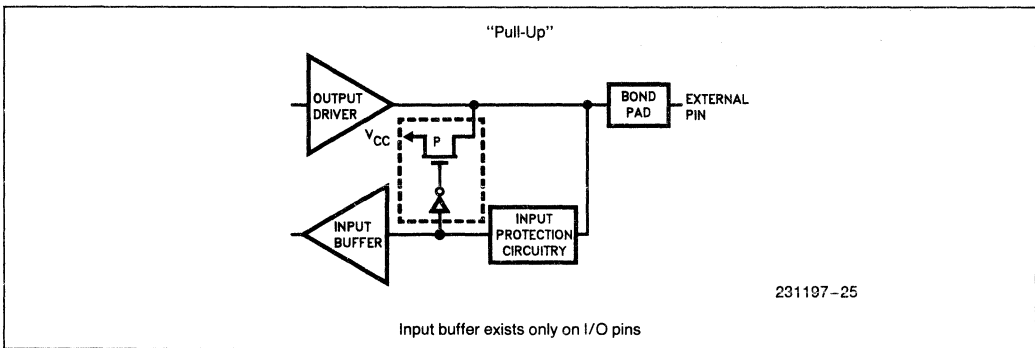 "Pull-Up"
OUTPUT
DRIVER
BOND
PAD
EXTERNAL
PIN
VCC
P
INPUT
BUFFER
INPUT
PROTECTION
CIRCUITRY
231197–25
Input buffer exists only on I/O pins